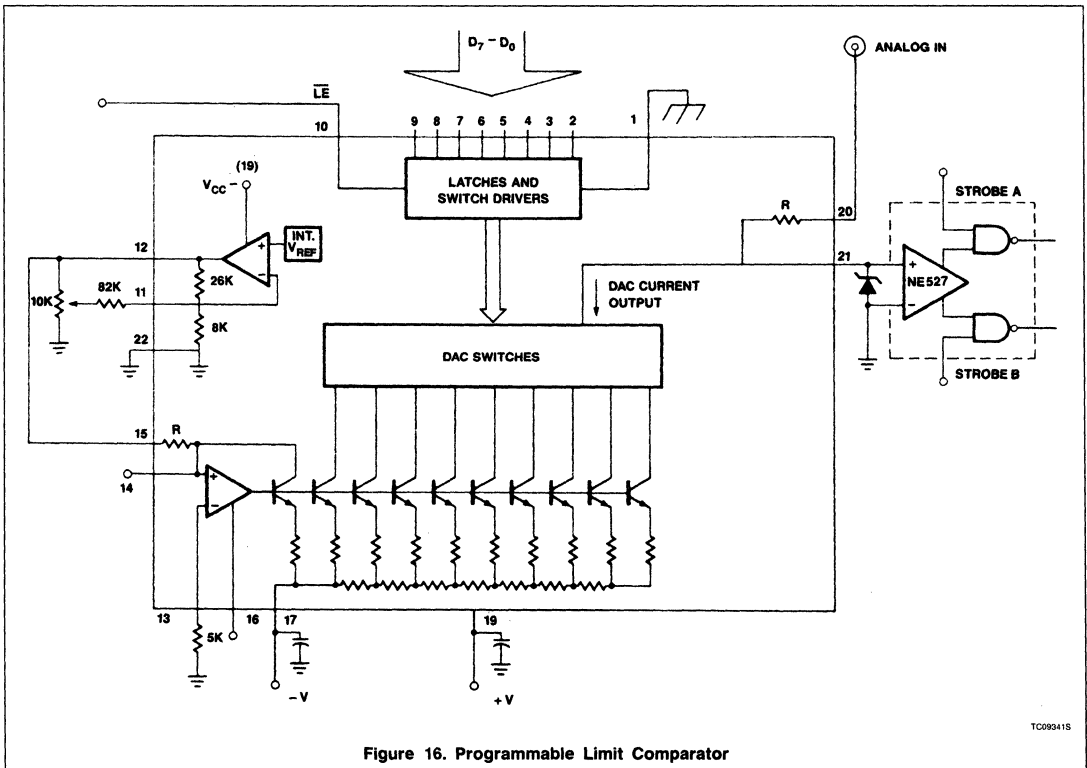 D7 – D0
ANALOG IN
LE
10
9 8 7 6 5 4 3 2
1
(19)
VCC –
LATCHES AND
SWITCH DRIVERS
STROBE A
R
20
INT.
VREF
+
–
12
21
26K
82K
11
10K
DAC CURRENT
OUTPUT
+
NE527
–
8K
22
DAC SWITCHES
STROBE B
15
R
14
+
–
13
16
17
19
5K
– V
+ V
TC09341S
Figure 16. Programmable Limit Comparator